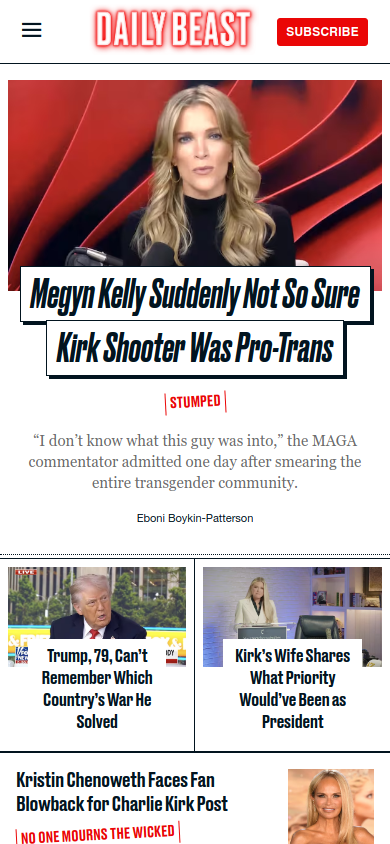 DAILY BEAST
SUBSCRIBE
Megyn Kelly Suddenly Not So Sure
Kirk Shooter Was Pro-Trans
STUMPED
“I don’t know what this guy was into,” the MAGA
commentator admitted one day after smearing the
entire transgender community.
Eboni Boykin-Patterson
LIVE
Trump, 79, Can’t
Remember Which
Country’s War He
Solved
Kirk’s Wife Shares
What Priority
Would’ve Been as
President
Kristin Chenoweth Faces Fan
Blowback for Charlie Kirk Post
NO ONE MOURNS THE WICKED